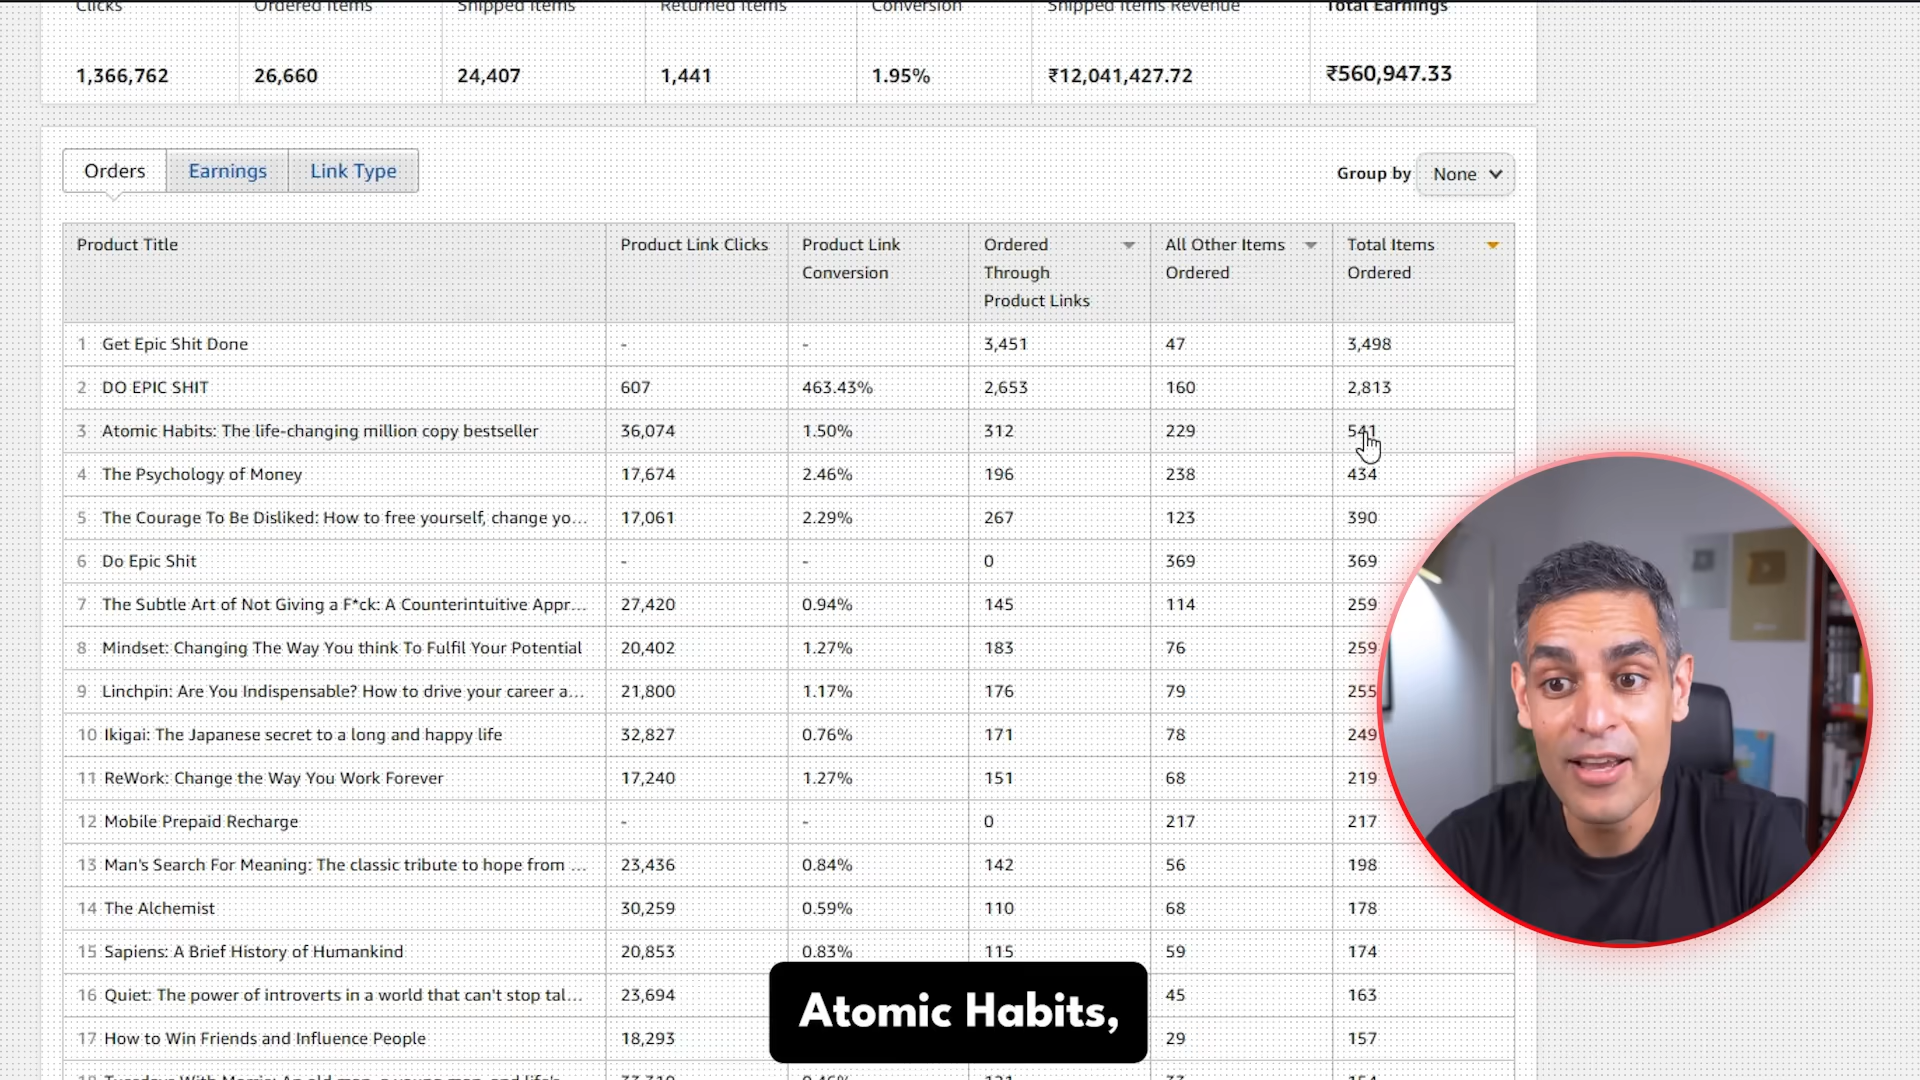 Clicks Ordered Items Shipped Items Returned Items Conversion Shipped Items Revenue Total Earnings
1,366,762 26,660 24,407 1,441 1.95% ₹12,041,427.72 ₹560,947.33
Orders Earnings Link Type Group by None
Product Title Product Link Clicks Product Link Conversion Ordered Through Product Links All Other Items Ordered Total Items Ordered
1 Get Epic Shit Done - - 3,451 47 3,498
2 DO EPIC SHIT 607 463.43% 2,653 160 2,813
3 Atomic Habits: The life-changing million copy bestseller 36,074 1.50% 312 229 541
4 The Psychology of Money 17,674 2.46% 196 238 434
5 The Courage To Be Disliked: How to free yourself, change yo... 17,061 2.29% 267 123 390
6 Do Epic Shit - - 0 369 369
7 The Subtle Art of Not Giving a F*ck: A Counterintuitive Appr... 27,420 0.94% 145 114 259
8 Mindset: Changing The Way You think To Fulfil Your Potential 20,402 1.27% 183 76 259
9 Linchpin: Are You Indispensable? How to drive your career a... 21,800 1.17% 176 79 255
10 Ikigai: The Japanese secret to a long and happy life 32,827 0.76% 171 78 249
11 ReWork: Change the Way You Work Forever 17,240 1.27% 151 68 219
12 Mobile Prepaid Recharge - - 0 217 217
13 Man's Search For Meaning: The classic tribute to hope from ... 23,436 0.84% 142 56 198
14 The Alchemist 30,259 0.59% 110 68 178
15 Sapiens: A Brief History of Humankind 20,853 0.83% 115 59 174
16 Quiet: The power of introverts in a world that can't stop tal... 23,694 45 163
17 How to Win Friends and Influence People 18,293 29 157
Atomic Habits,